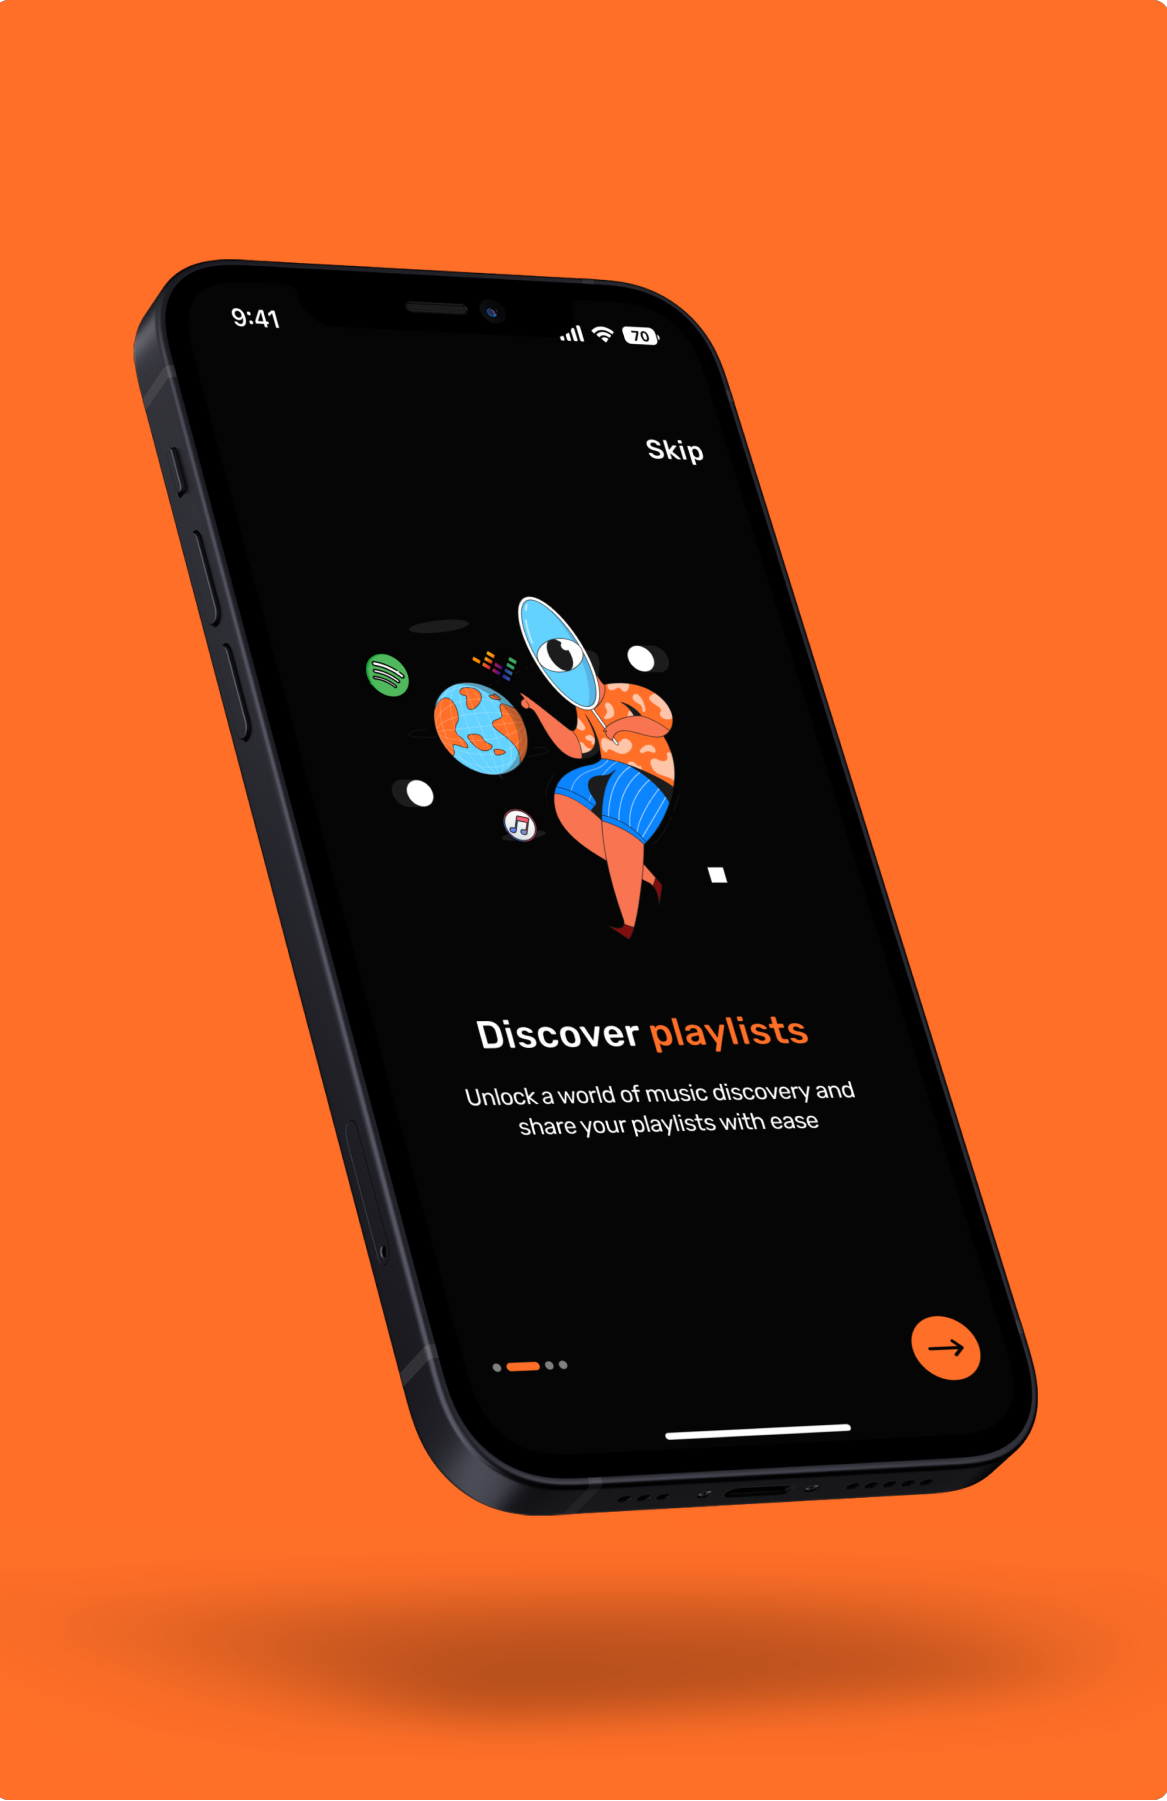 9:41
70
Skip
Discover playlists
Unlock a world of music discovery and
share your playlists with ease